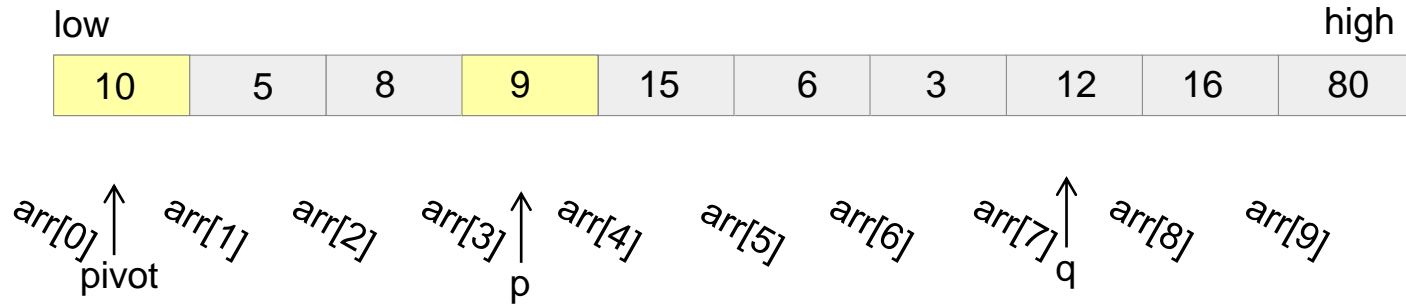 low high
10 5 8 9 15 6 3 12 16 80
arr[0] arr[1] arr[2] arr[3] arr[4] arr[5] arr[6] arr[7] arr[8] arr[9]
pivot p q